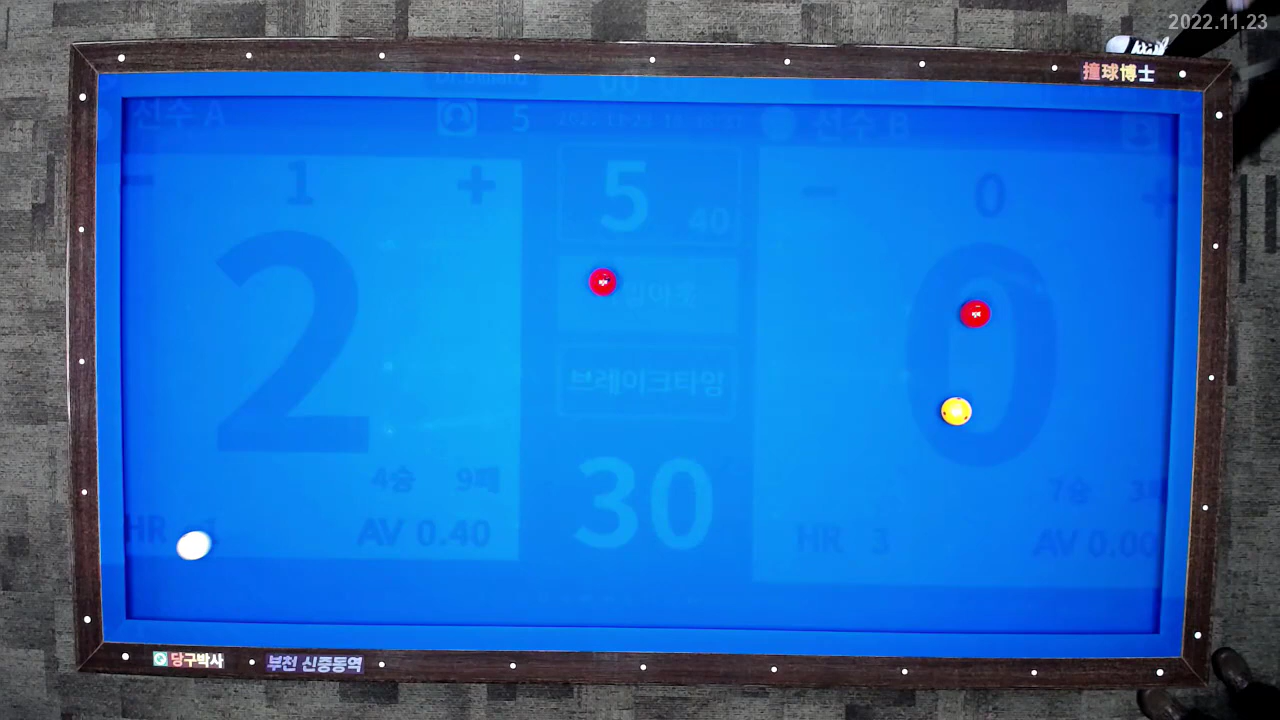 2022.11.23
撞球博士
선수 A
5
선수 B
1
5
40
0
2
0
브레이크타임
4승 9패
30
7승
HR
AV 0.40
HR 3
AV 0.00
당구박사
부천 신중동역